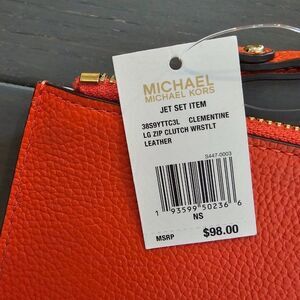 MICHAEL
MICHAEL KORS
JET SET ITEM
38S9YTTC3L CLEMENTINE
LG ZIP CLUTCH WRSTLT
LEATHER
S447-0003
1 93599 50236 6
NS
MSRP $98.00